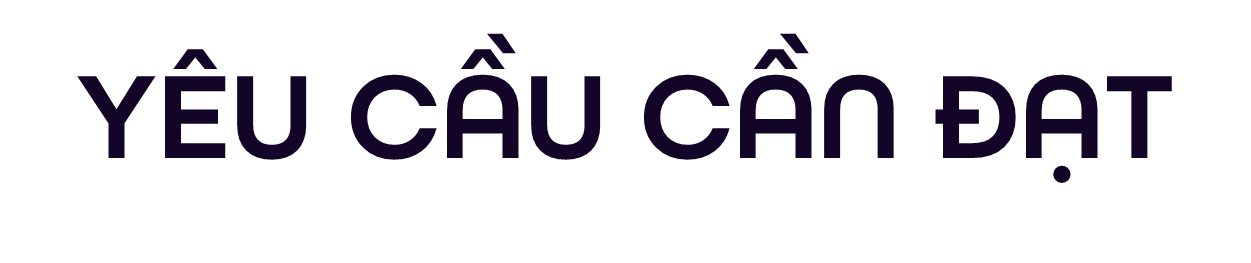 YÊU CẦU CẦN ĐẠT